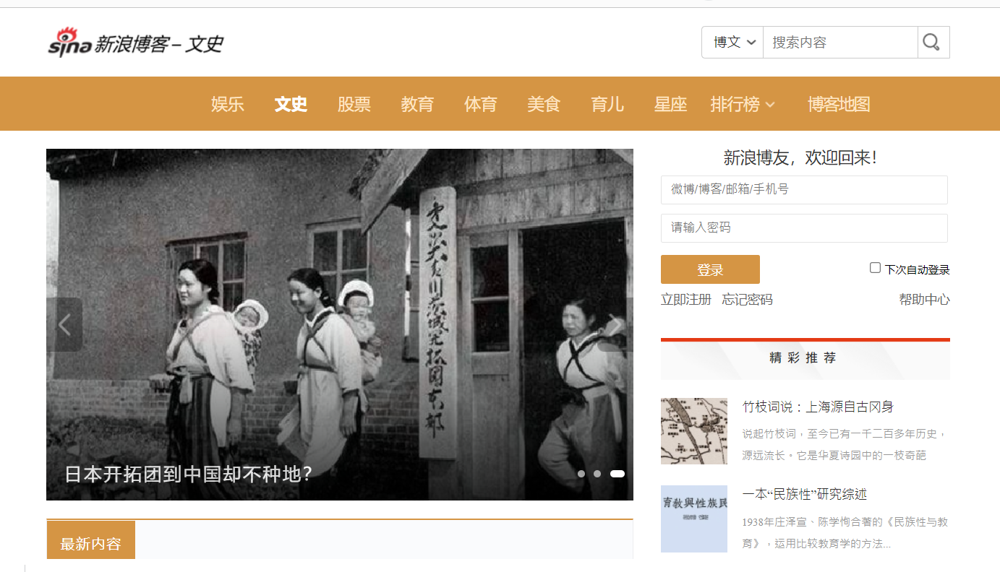 sina 新浪博客 – 文史
博文
搜索内容
娱乐 文史 股票 教育 体育 美食 育儿 星座 排行榜 博客地图
日本开拓团到中国却不种地?
最新内容
新浪博友，欢迎回来!
微博/博客/邮箱/手机号
请输入密码
登录
下次自动登录
立即注册 忘记密码 帮助中心
精彩推荐
竹枝词说：上海源自古冈身
说起竹枝词，至今已有一千二百多年历史，
源远流长。它是华夏诗园中的一枝奇葩
育教與性族民
一本“民族性”研究综述
1938年庄泽宣、陈学恂合著的《民族性与教
育》，运用比较教育学的方法...